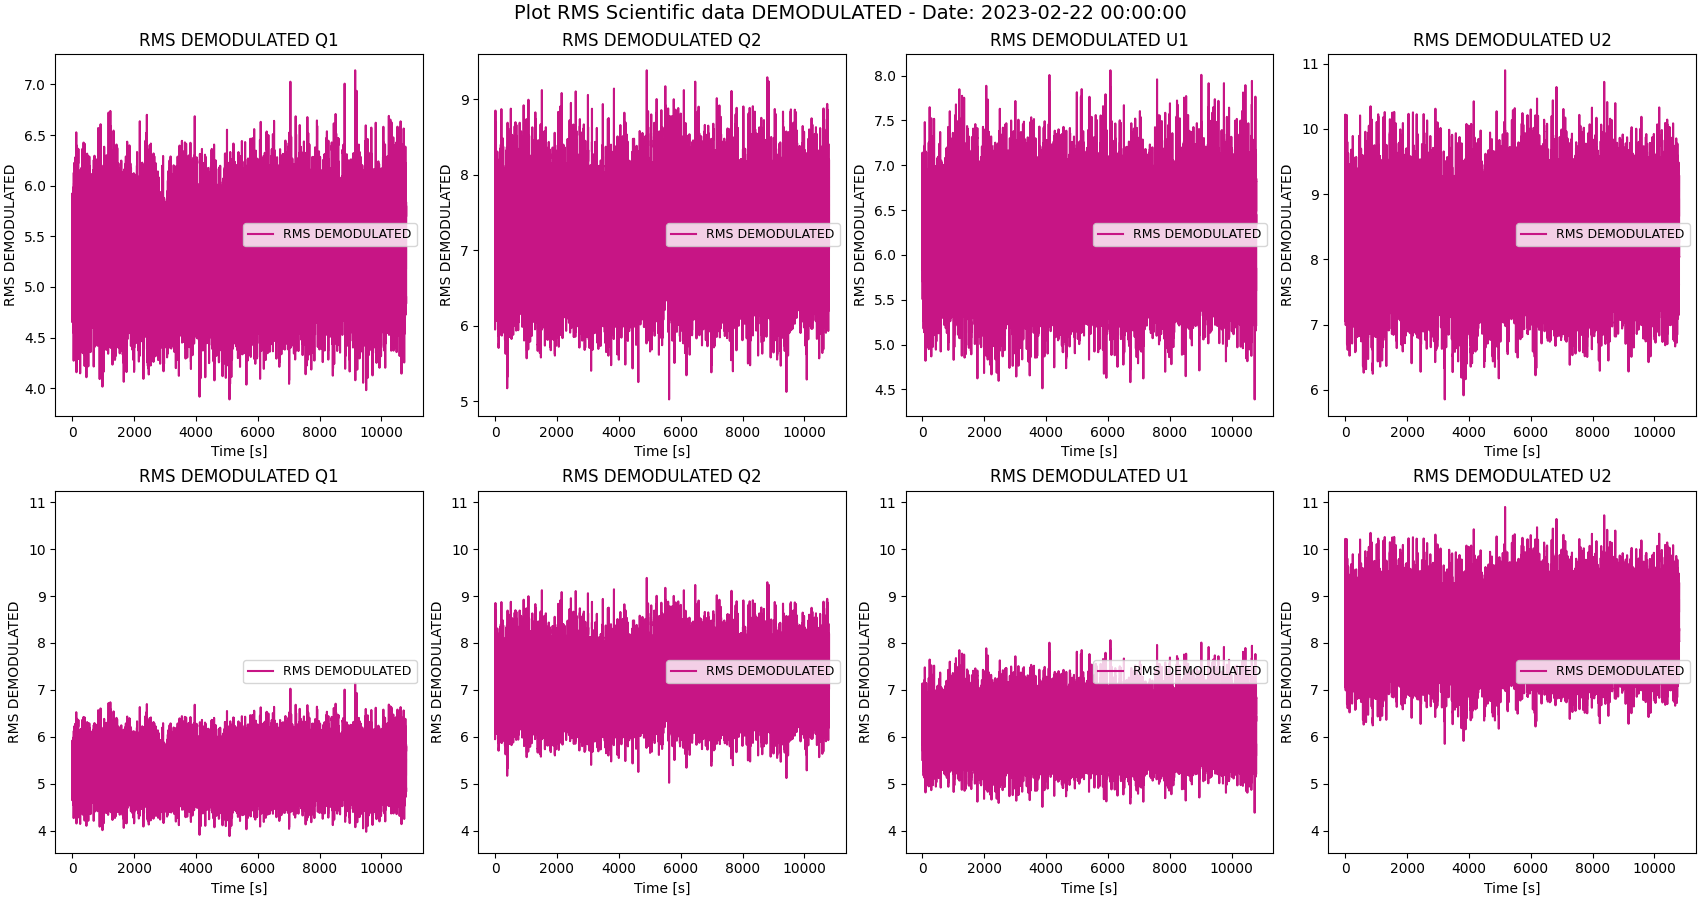 Plot RMS Scientific data DEMODULATED - Date: 2023-02-22 00:00:00
RMS DEMODULATED Q1
RMS DEMODULATED
7.0
6.5
6.0
5.5
5.0
4.5
4.0
RMS DEMODULATED
0 2000 4000 6000 8000 10000
Time [s]
RMS DEMODULATED Q2
RMS DEMODULATED
9
8
7
6
5
RMS DEMODULATED
0 2000 4000 6000 8000 10000
Time [s]
RMS DEMODULATED U1
RMS DEMODULATED
8.0
7.5
7.0
6.5
6.0
5.5
5.0
4.5
RMS DEMODULATED
0 2000 4000 6000 8000 10000
Time [s]
RMS DEMODULATED U2
RMS DEMODULATED
11
10
9
8
7
6
RMS DEMODULATED
0 2000 4000 6000 8000 10000
Time [s]
RMS DEMODULATED Q1
RMS DEMODULATED
11
10
9
8
7
6
5
4
RMS DEMODULATED
0 2000 4000 6000 8000 10000
Time [s]
RMS DEMODULATED Q2
RMS DEMODULATED
11
10
9
8
7
6
5
4
RMS DEMODULATED
0 2000 4000 6000 8000 10000
Time [s]
RMS DEMODULATED U1
RMS DEMODULATED
11
10
9
8
7
6
5
4
RMS DEMODULATED
0 2000 4000 6000 8000 10000
Time [s]
RMS DEMODULATED U2
RMS DEMODULATED
11
10
9
8
7
6
5
4
RMS DEMODULATED
0 2000 4000 6000 8000 10000
Time [s]